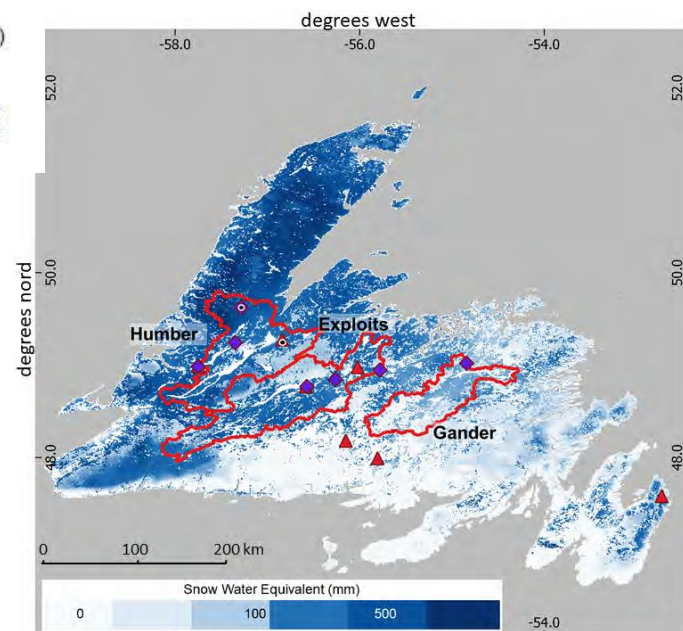 )
degrees west
-58.0 -56.0 -54.0
52.0 52.0
50.0 50.0
degrees nord
Humber Exploits
Gander
48.0 48.0
0 100 200 km
Snow Water Equivalent (mm)
0 100 500
-54.0